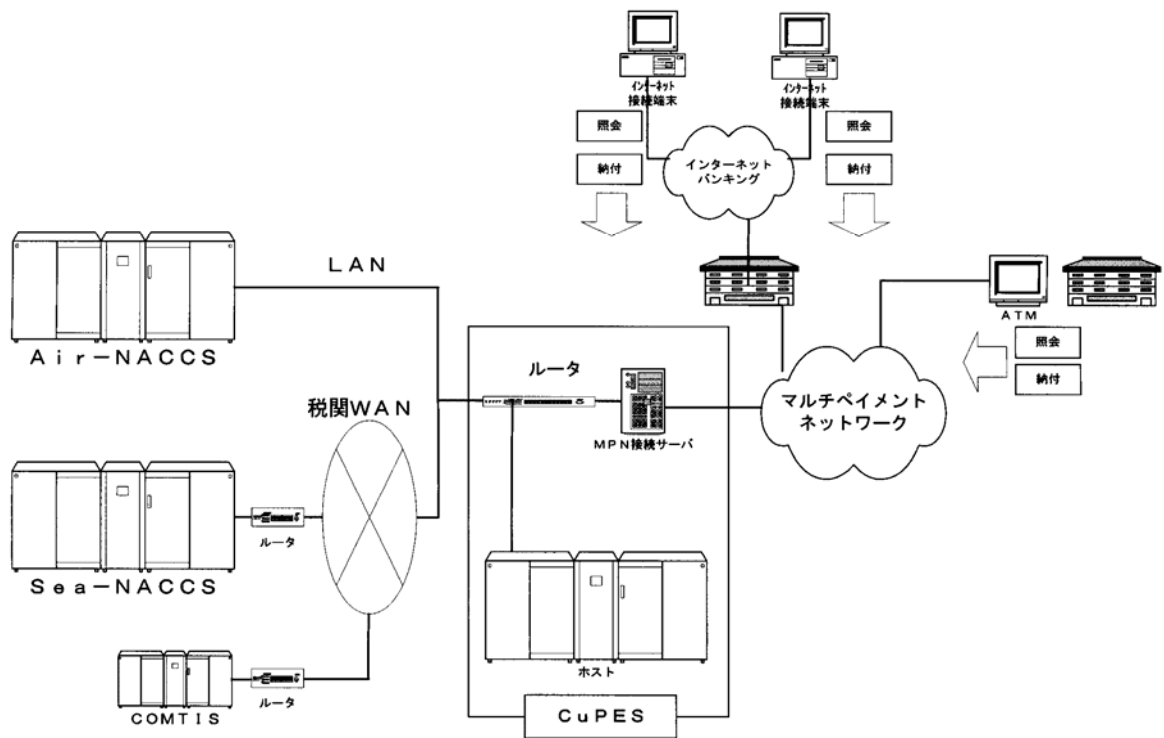 インターネット
接続端末
インターネット
接続端末
照会
納付
照会
納付
インターネット
バンキング
LAN
Air-NACCS
ATM
照会
納付
ルータ
MPN接続サーバ
マルチペイメント
ネットワーク
税関WAN
ルータ
Sea-NACCS
ホスト
ルータ
COMTIS
CuPES